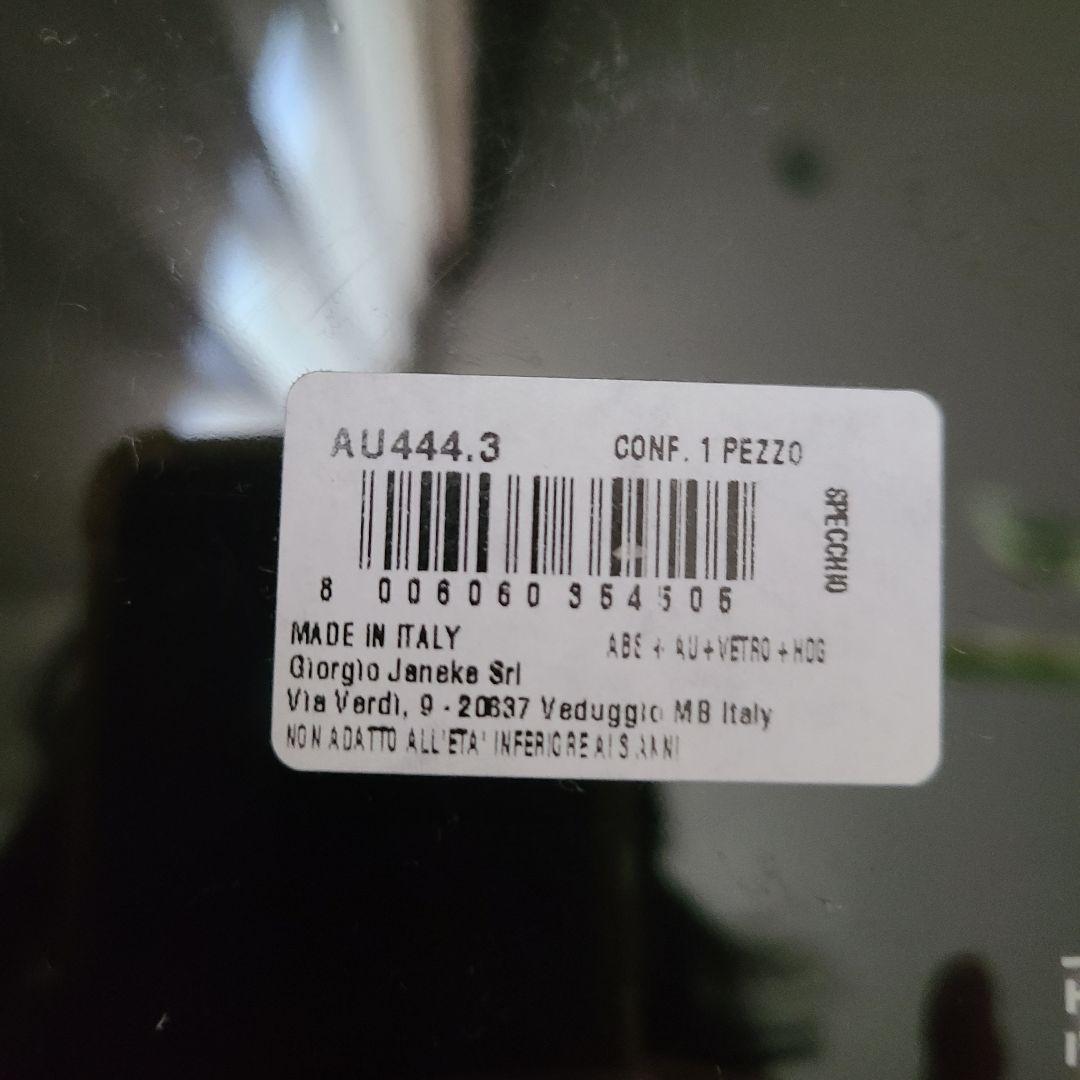 AU444.3 CONF. 1 PEZZO
SPECCHIO
8 006060 354505
MADE IN ITALY ABS + AU+VETRO +
Giorgio Janeke Srl
Via Verdi, 9 - 20837 Veduggio MB Italy
NON ADATTO ALL'ETA' INFERIORE AI 3 ANNI